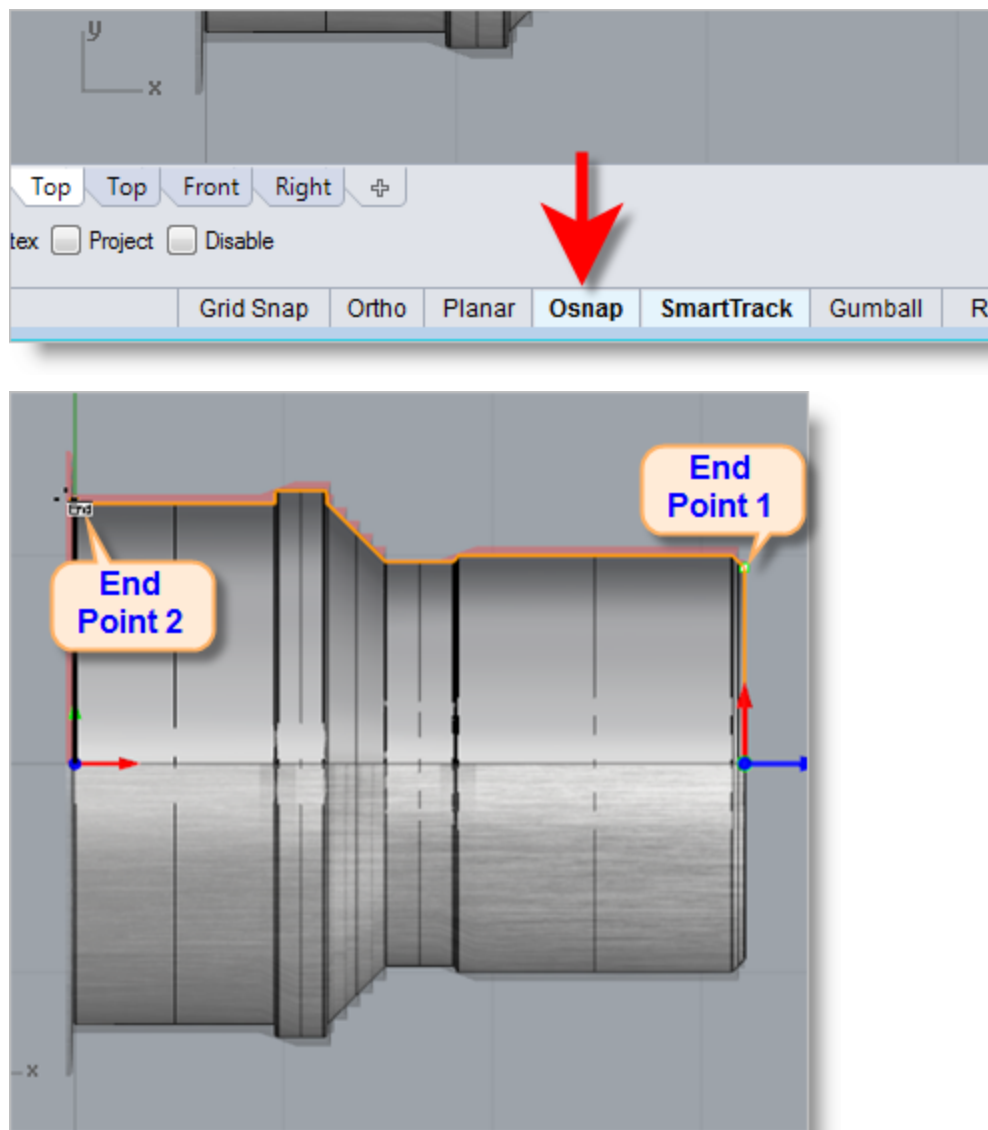 y
x
Top Top Front Right
tex Project Disable
Grid Snap Ortho Planar Osnap SmartTrack Gumball R
End
Point 1
End
End
Point 2
x